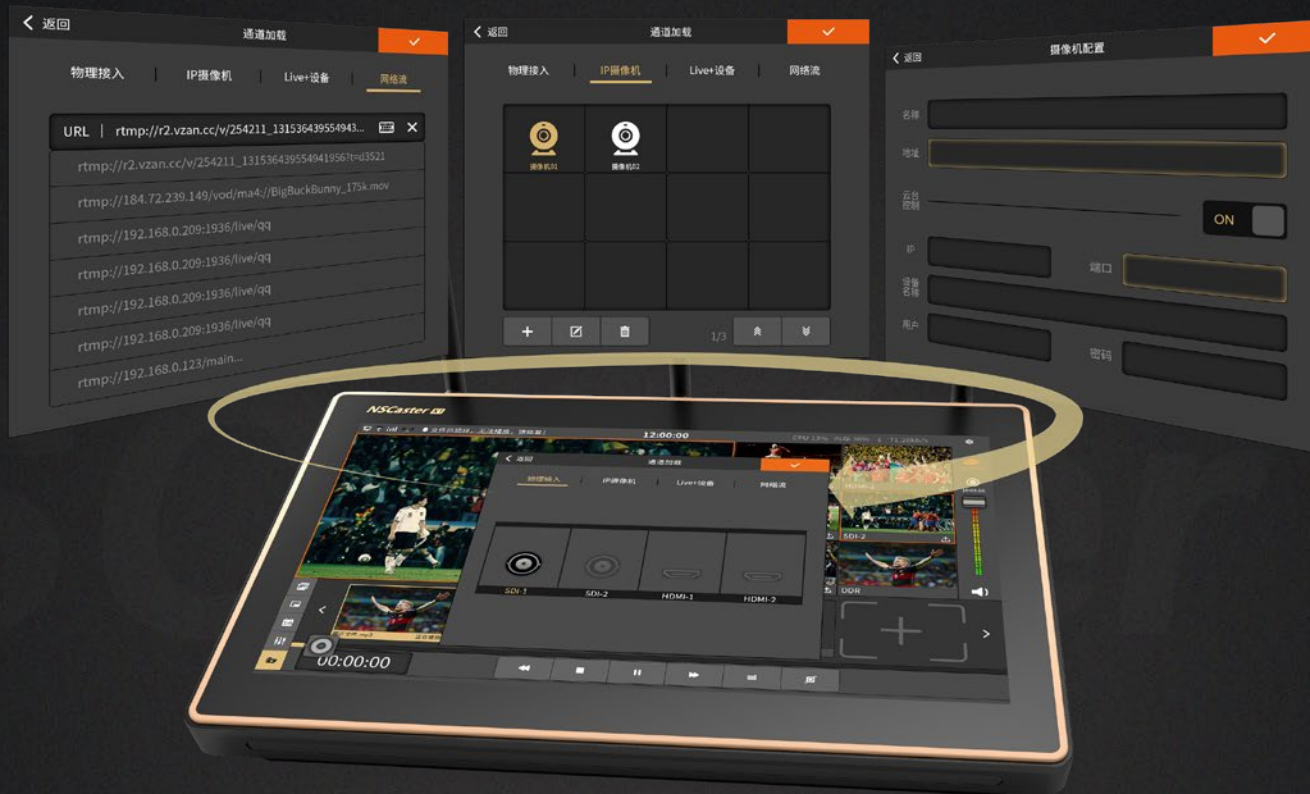 返回
通道加载
物理接入
IP摄像机
Live+设备
网络流
URL | rtmp://r2.vzan.cc/v/254211_131536439554943...
rtmp://r2.vzan.cc/v/254211_131536439554941956?t=d3521
rtmp://184.72.239.149/vod/ma4://BigBuckBunny_175k.mov
rtmp://192.168.0.209:1936/live/qq
rtmp://192.168.0.209:1936/live/qq
rtmp://192.168.0.209:1936/live/qq
rtmp://192.168.0.209:1936/live/qq
rtmp://192.168.0.123/main...
返回
通道加载
物理接入
IP摄像机
Live+设备
网络流
摄像机01
摄像机02
1/3
返回
摄像机配置
名称
地址
云台
控制
ON
IP
端口
设备
名称
用户
密码
NSCaster
12:00:00
返回
通道加载
物理接入
IP摄像机
Live+设备
网络流
SDI-1
SDI-2
HDMI-1
HDMI-2
SDI-2
DDR
00:00:00